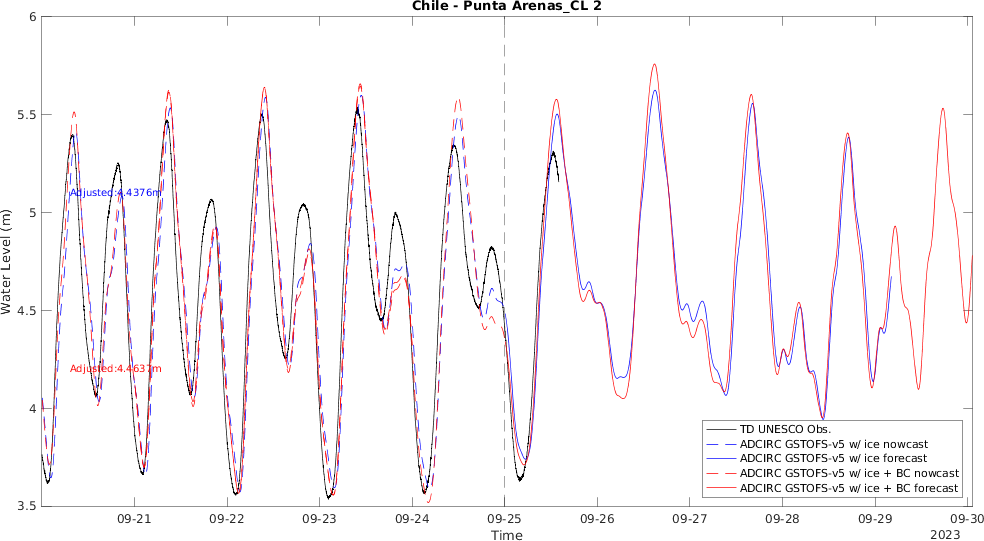 Chile - Punta Arenas_CL 2
Water Level (m)
6
5.5
5
4.5
4
3.5
Adjusted:4.4376m
Adjusted:4.4637m
TD UNESCO Obs.
ADCIRC GSTOFS-v5 w/ ice nowcast
ADCIRC GSTOFS-v5 w/ ice forecast
ADCIRC GSTOFS-v5 w/ ice + BC nowcast
ADCIRC GSTOFS-v5 w/ ice + BC forecast
09-21 09-22 09-23 09-24 09-25 09-26 09-27 09-28 09-29 09-30
Time
2023